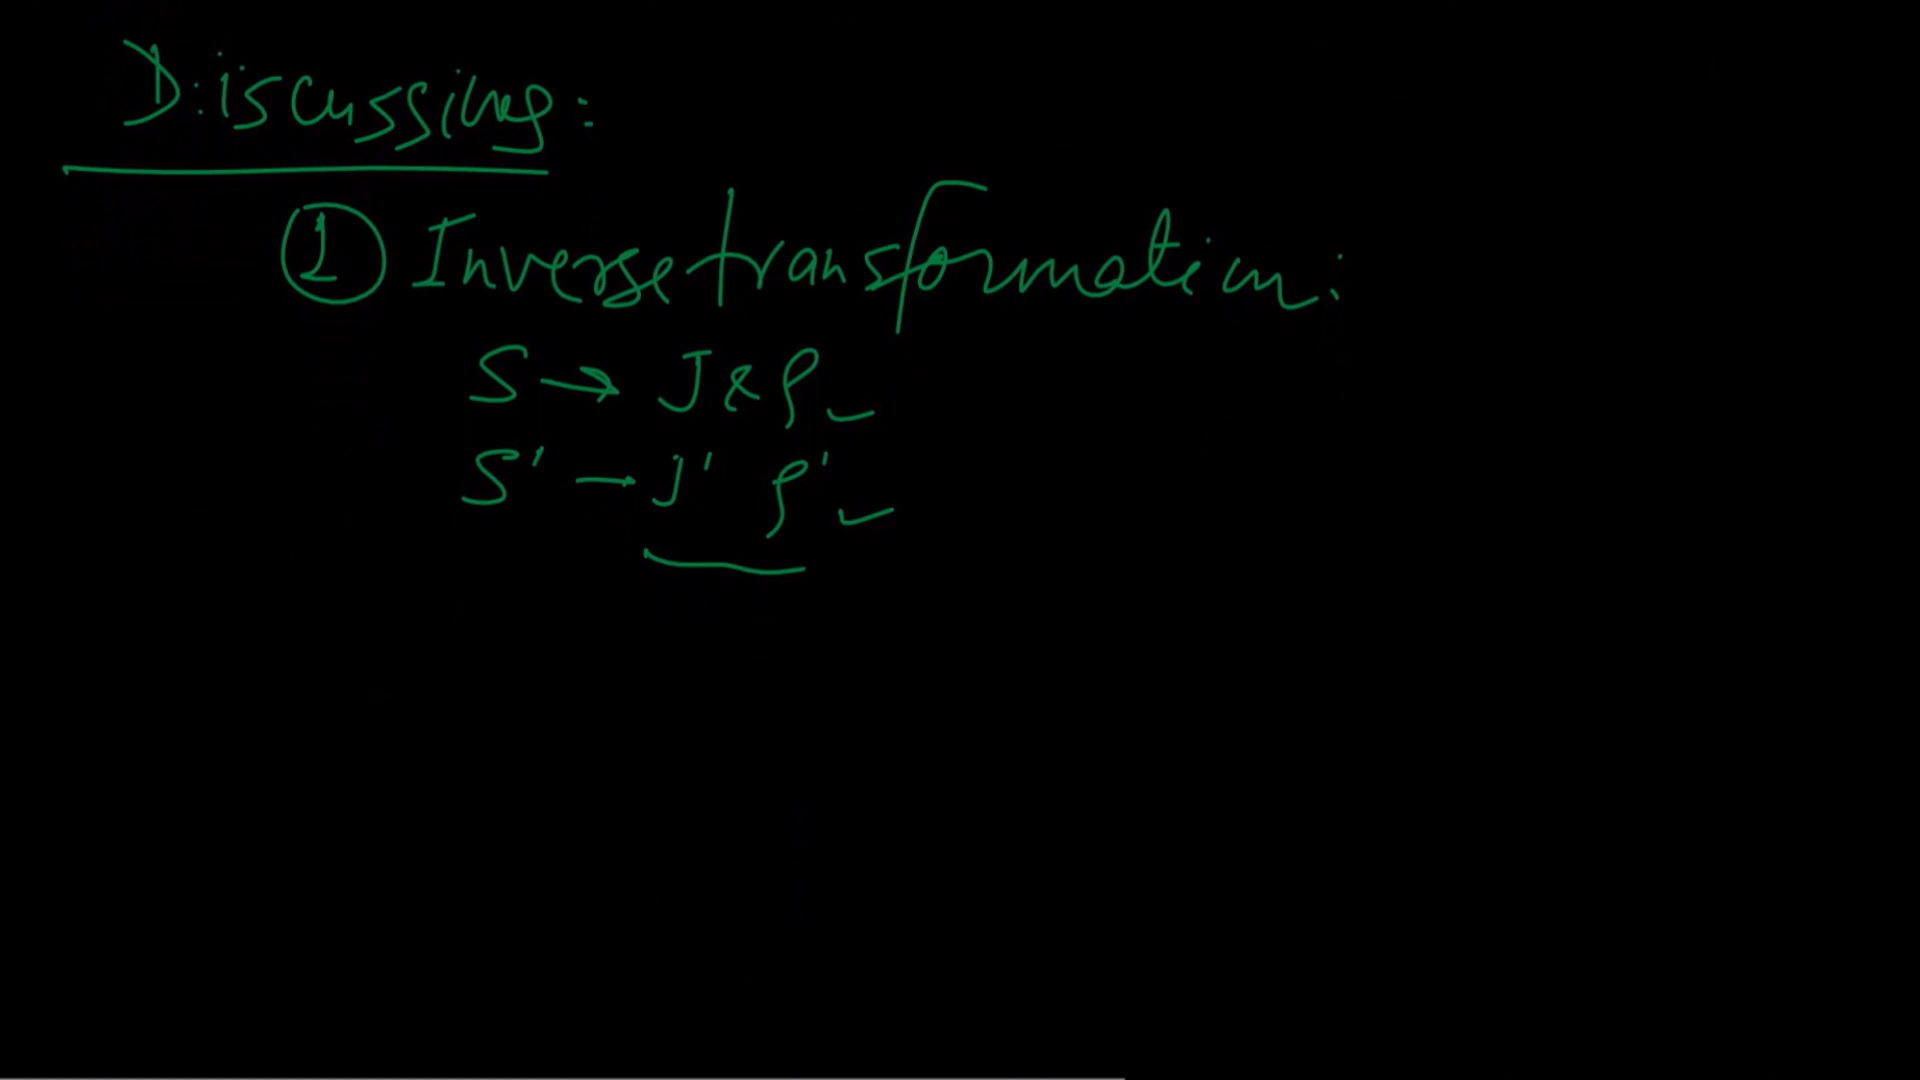 Discussing:
① Inverse transformation:
S → J & ρ
S' → J' ρ'